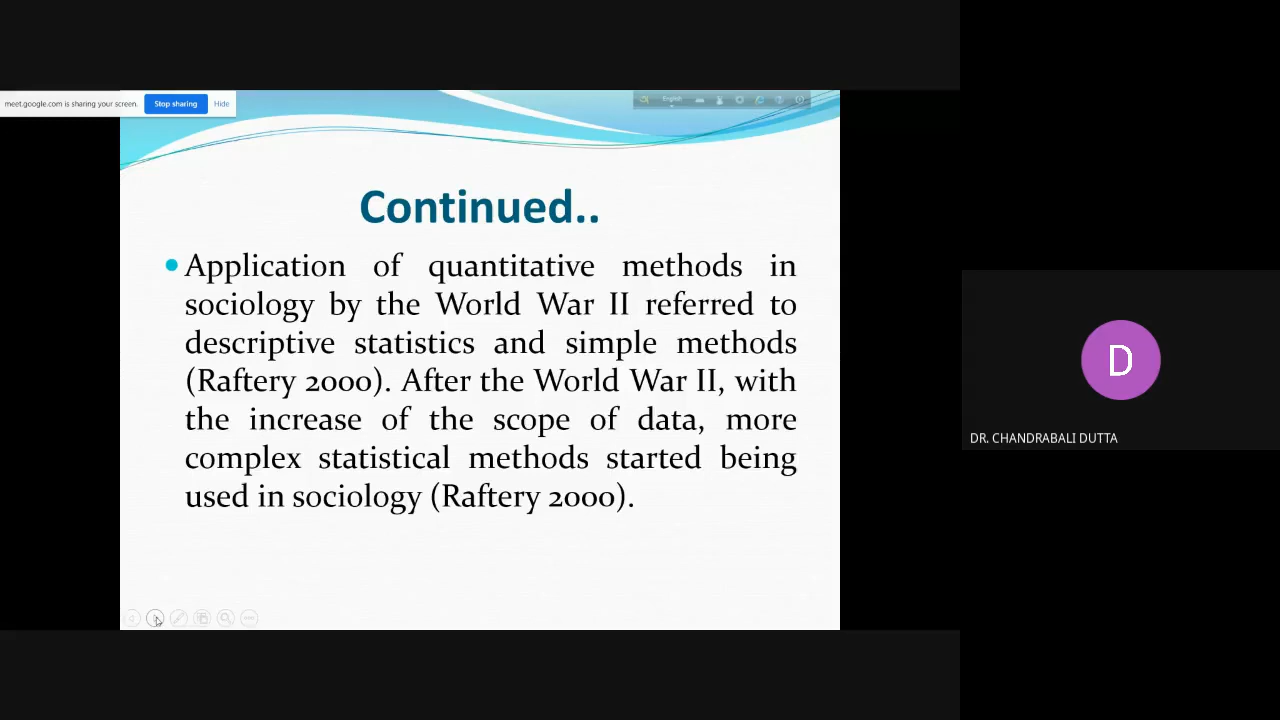 meet.google.com is sharing your screen. Stop sharing Hide
English
Continued..
Application of quantitative methods in
sociology by the World War II referred to
descriptive statistics and simple methods
(Raftery 2000). After the World War II, with
the increase of the scope of data, more
complex statistical methods started being
used in sociology (Raftery 2000).
D
DR. CHANDRABALI DUTTA